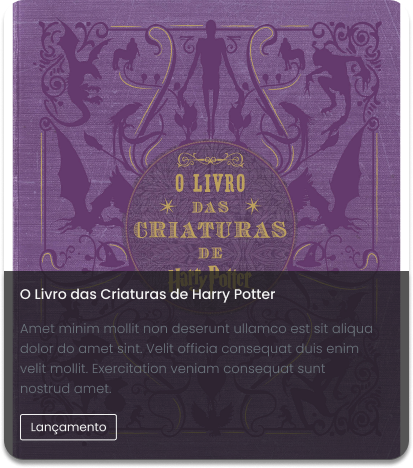 O LIVRO
DAS
CRIATURAS
DE
Harry Potter
O Livro das Criaturas de Harry Potter
Amet minim mollit non deserunt ullamco est sit aliqua
dolor do amet sint. Velit officia consequat duis enim
velit mollit. Exercitation veniam consequat sunt
nostrud amet.
Lançamento